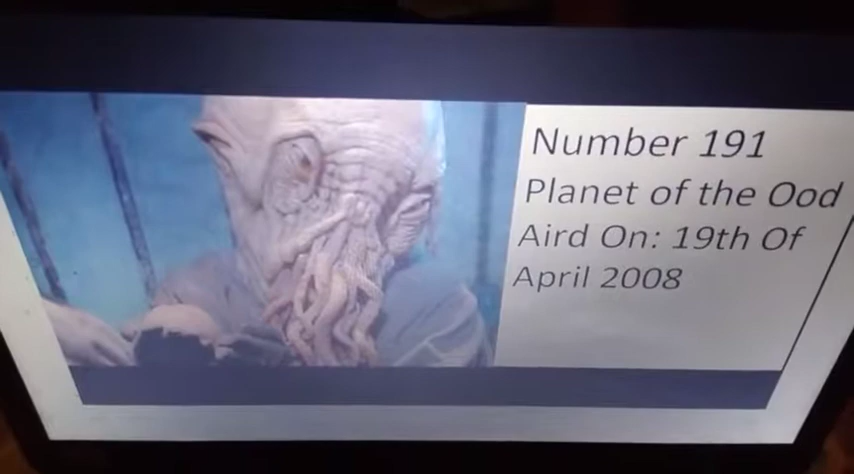 Number 191
Planet of the Ood
Aird On: 19th Of
April 2008